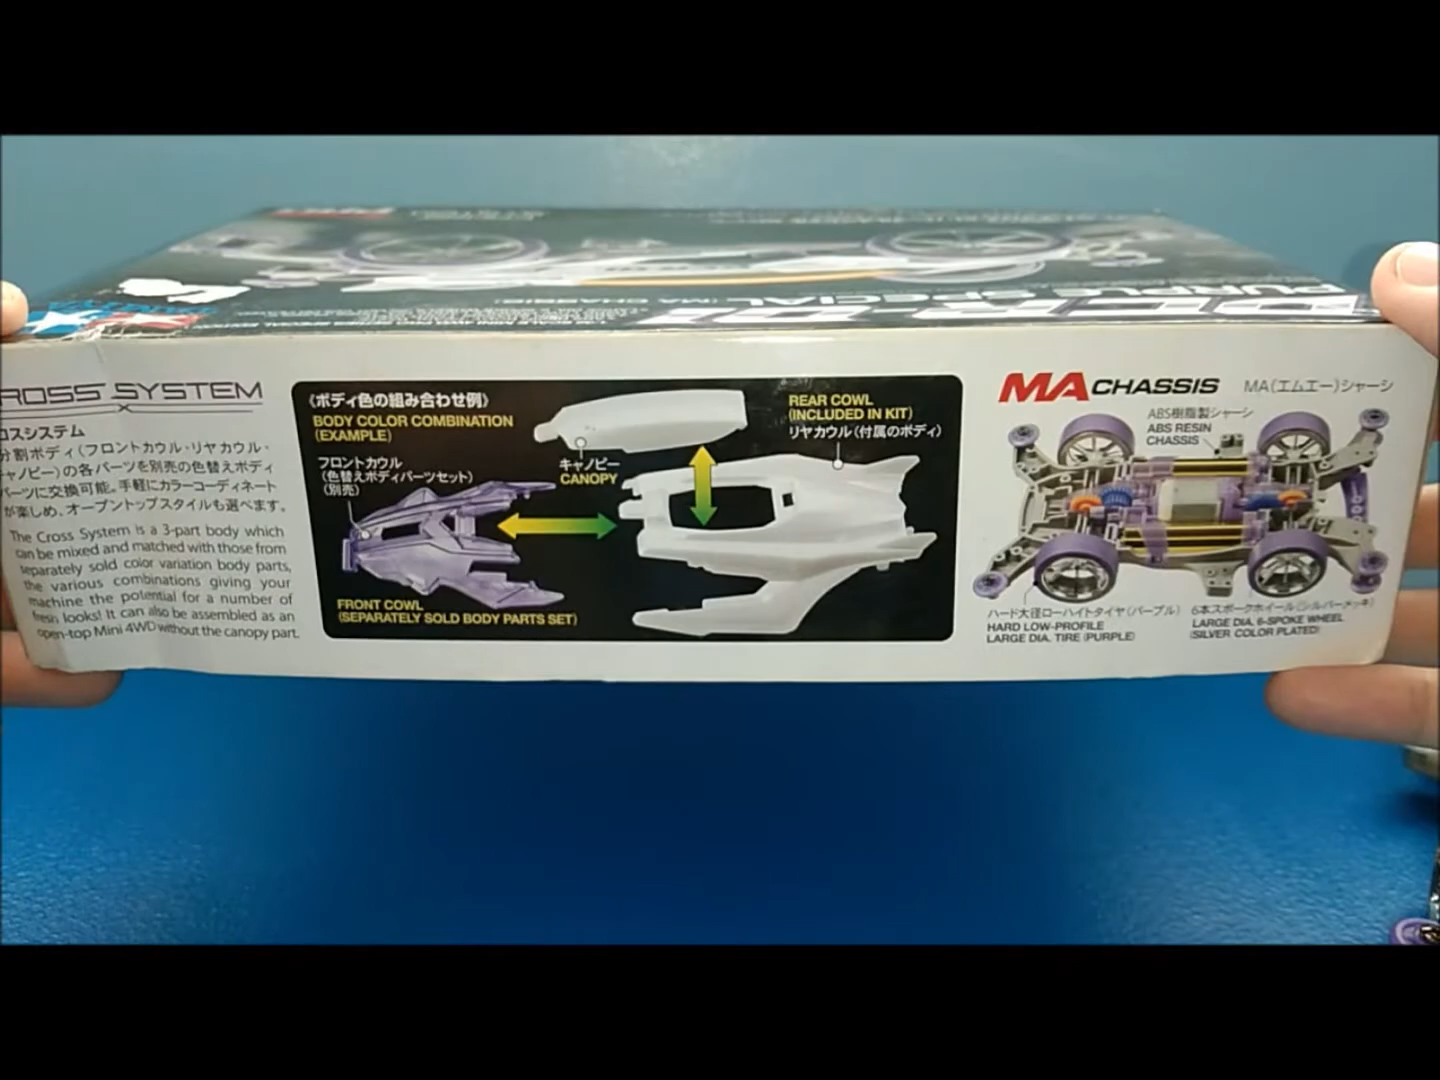 PURPLE SPECIAL (MA CHASSIS)
ROSS SYSTEM
ロスシステム
分割ボディ(フロントカウル・リヤカウル・
キャノピー)の各パーツを別売の色替えボディ
パーツに交換可能。手軽にカラーコーディネート
が楽しめ、オープントップスタイルも選べます。
The Cross System is a 3-part body which
can be mixed and matched with those from
separately sold color variation body parts,
the various combinations giving your
machine the potential for a number of
fresh looks! It can also be assembled as an
open-top Mini 4WD without the canopy part.
《ボディ色の組み合わせ例》
BODY COLOR COMBINATION
(EXAMPLE)
フロントカウル
(色替えボディパーツセット)
(別売)
キャノピー
CANOPY
REAR COWL
(INCLUDED IN KIT)
リヤカウル(付属のボディ)
FRONT COWL
(SEPARATELY SOLD BODY PARTS SET)
MA CHASSIS MA(エムエー)シャーシ
ABS樹脂製シャーシ
ABS RESIN
CHASSIS
ハード大径ローハイトタイヤ(パープル)
HARD LOW-PROFILE
LARGE DIA. TIRE (PURPLE)
6本スポークホイール(シルバーメッキ)
LARGE DIA. 6-SPOKE WHEEL
(SILVER COLOR PLATED)